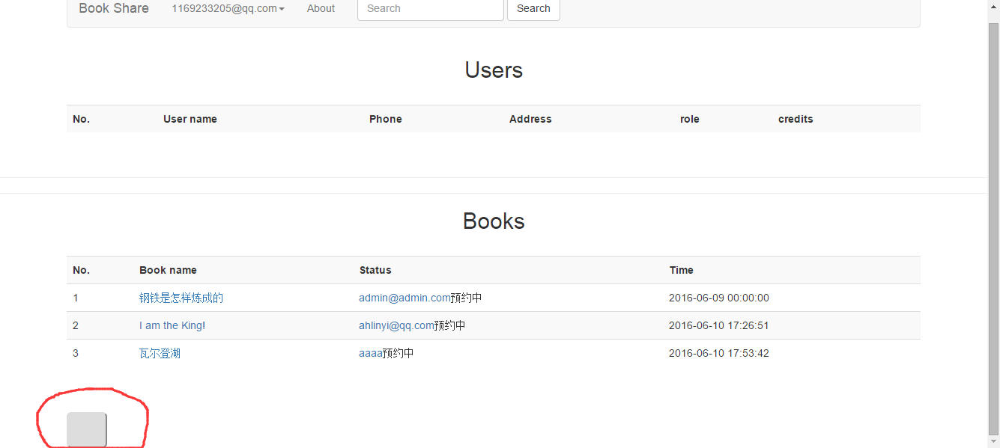 Book Share 1169233205@qq.com About Search Search
Users
No. User name Phone Address role credits
Books
No. Book name Status Time
1 钢铁是怎样炼成的 admin@admin.com预约中 2016-06-09 00:00:00
2 I am the King! ahlinyi@qq.com预约中 2016-06-10 17:26:51
3 瓦尔登湖 aaaa预约中 2016-06-10 17:53:42